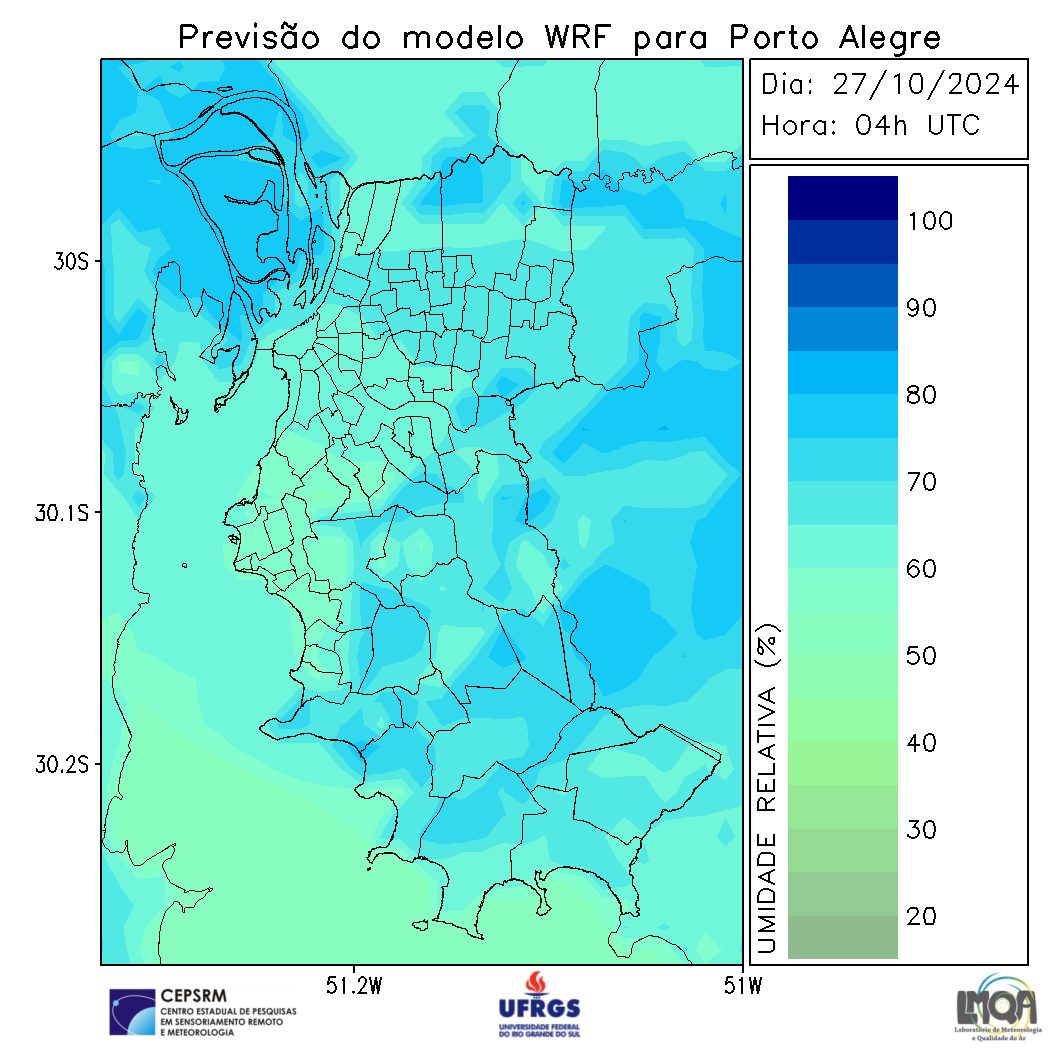 Previsão do modelo WRF para Porto Alegre
Dia: 27/10/2024
Hora: 04h UTC
30S
30.1S
30.2S
51.2W
51W
100
90
80
70
60
50
40
30
20
UMIDADE RELATIVA (%)
CEPSRM
CENTRO ESTADUAL DE PESQUISAS
EM SENSORIAMENTO REMOTO
E METEOROLOGIA
UFRGS
UNIVERSIDADE FEDERAL
DO RIO GRANDE DO SUL
LMQA
Laboratório de Meteorologia
e Qualidade do Ar